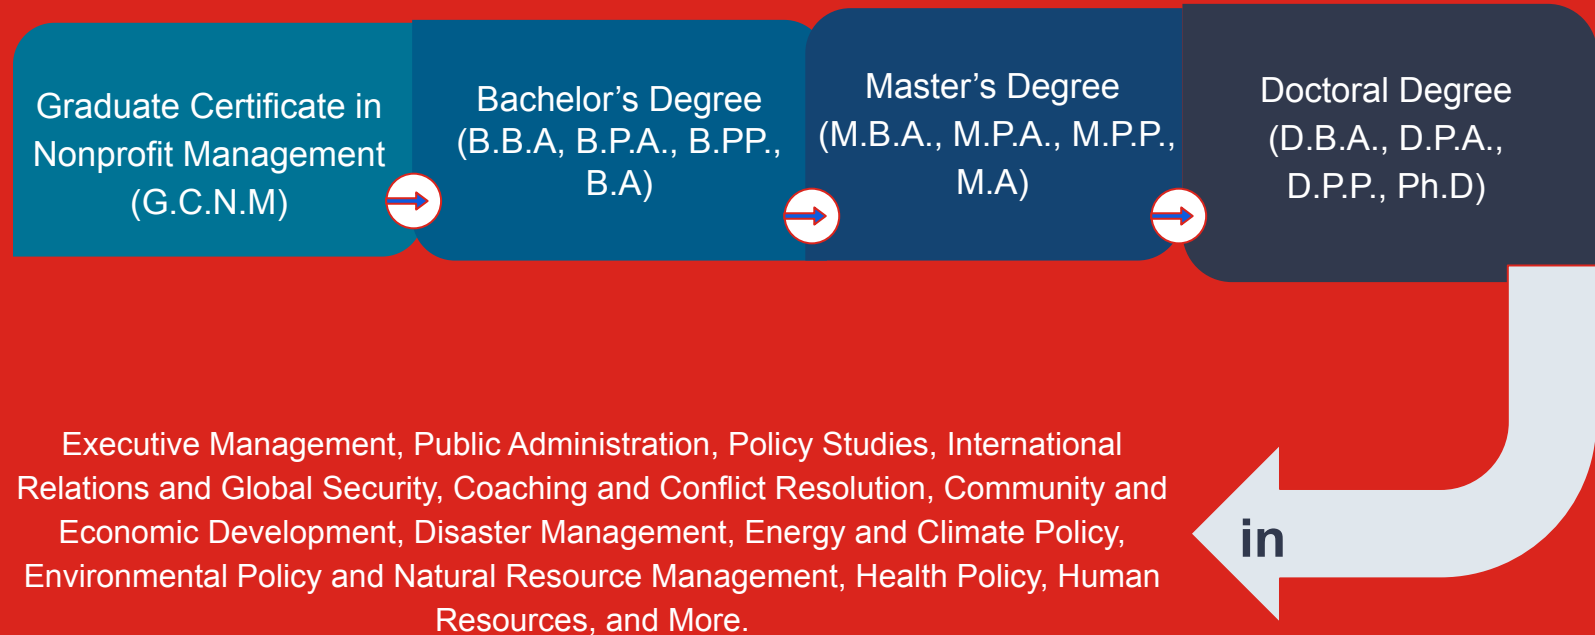 Graduate Certificate in
Nonprofit Management
(G.C.N.M)
Bachelor’s Degree
(B.B.A, B.P.A., B.PP.,
B.A)
Master’s Degree
(M.B.A., M.P.A., M.P.P.,
M.A)
Doctoral Degree
(D.B.A., D.P.A.,
D.P.P., Ph.D)
in
Executive Management, Public Administration, Policy Studies, International
Relations and Global Security, Coaching and Conflict Resolution, Community and
Economic Development, Disaster Management, Energy and Climate Policy,
Environmental Policy and Natural Resource Management, Health Policy, Human
Resources, and More.